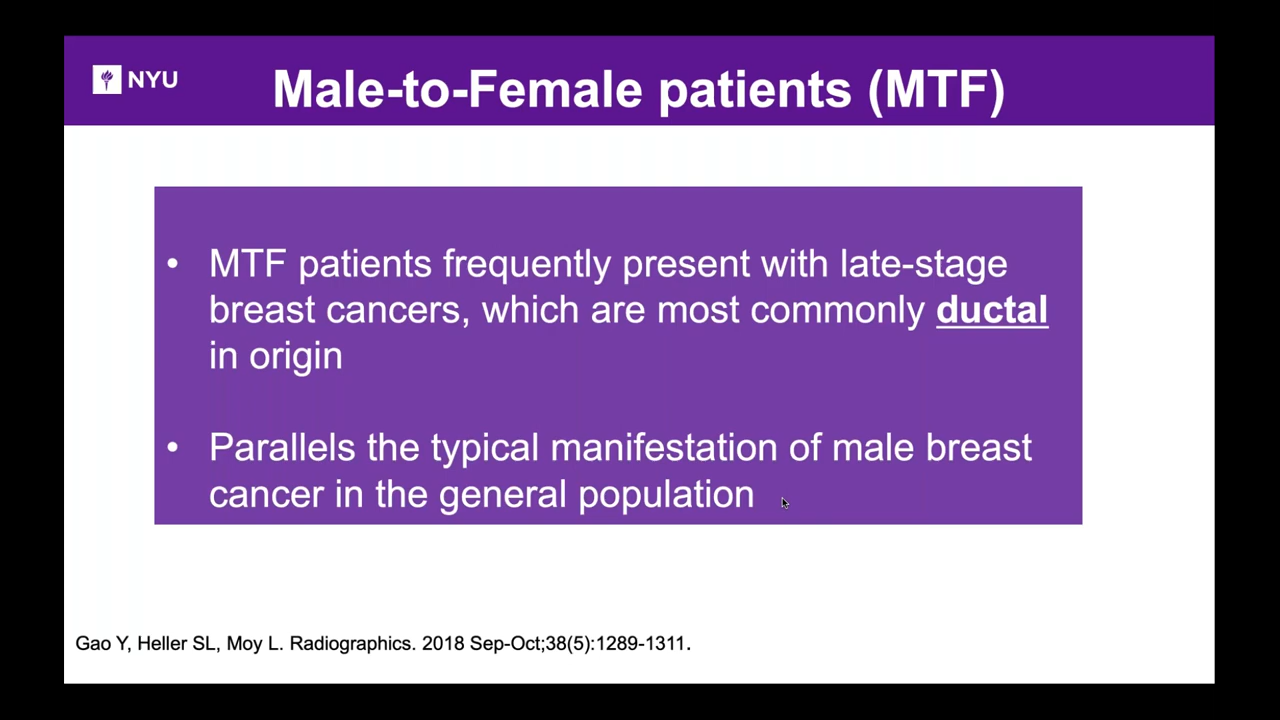 NYU
Male-to-Female patients (MTF)
• MTF patients frequently present with late-stage
breast cancers, which are most commonly ductal
in origin
• Parallels the typical manifestation of male breast
cancer in the general population
Gao Y, Heller SL, Moy L. Radiographics. 2018 Sep-Oct;38(5):1289-1311.